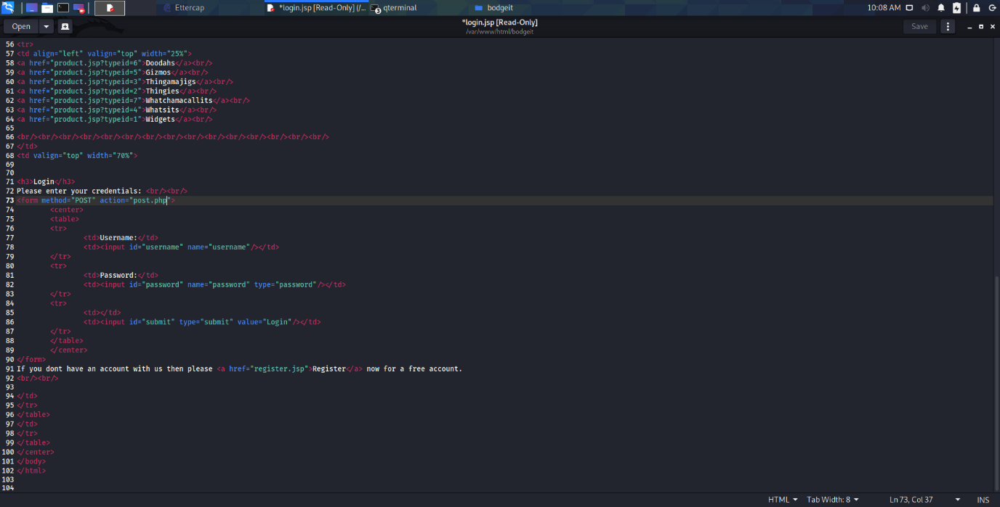 Ettercap *login.jsp [Read-Only] (/... 3 qterminal bodgeit 10:08 AM
Open *login.jsp [Read-Only] Save
/var/www/html/bodgeit
56 <tr>
57 <td align="left" valign="top" width="25%">
58 <a href="product.jsp?typeid=6">Doodahs</a><br/>
59 <a href="product.jsp?typeid=5">Gizmos</a><br/>
60 <a href="product.jsp?typeid=3">Thingamajigs</a><br/>
61 <a href="product.jsp?typeid=2">Thingies</a><br/>
62 <a href="product.jsp?typeid=7">Whatchamacallits</a><br/>
63 <a href="product.jsp?typeid=4">Whatsits</a><br/>
64 <a href="product.jsp?typeid=1">Widgets</a><br/>
65
66 <br/><br/><br/><br/><br/><br/><br/><br/><br/><br/><br/><br/><br/><br/><br/>
67 </td>
68 <td valign="top" width="70%">
69
70
71 <h3>Login</h3>
72 Please enter your credentials: <br/><br/>
73 <form method="POST" action="post.php">
74 <center>
75 <table>
76 <tr>
77 <td>Username:</td>
78 <td><input id="username" name="username"/></td>
79 </tr>
80 <tr>
81 <td>Password:</td>
82 <td><input id="password" name="password" type="password"/></td>
83 </tr>
84 <tr>
85 <td></td>
86 <td><input id="submit" type="submit" value="Login"/></td>
87 </tr>
88 </table>
89 </center>
90 </form>
91 If you dont have an account with us then please <a href="register.jsp">Register</a> now for a free account.
92 <br/><br/>
93
94 </td>
95 </tr>
96 </table>
97 </td>
98 </tr>
99 </table>
100 </center>
101 </body>
102 </html>
103
104
HTML Tab Width: 8 Ln 73, Col 37 INS